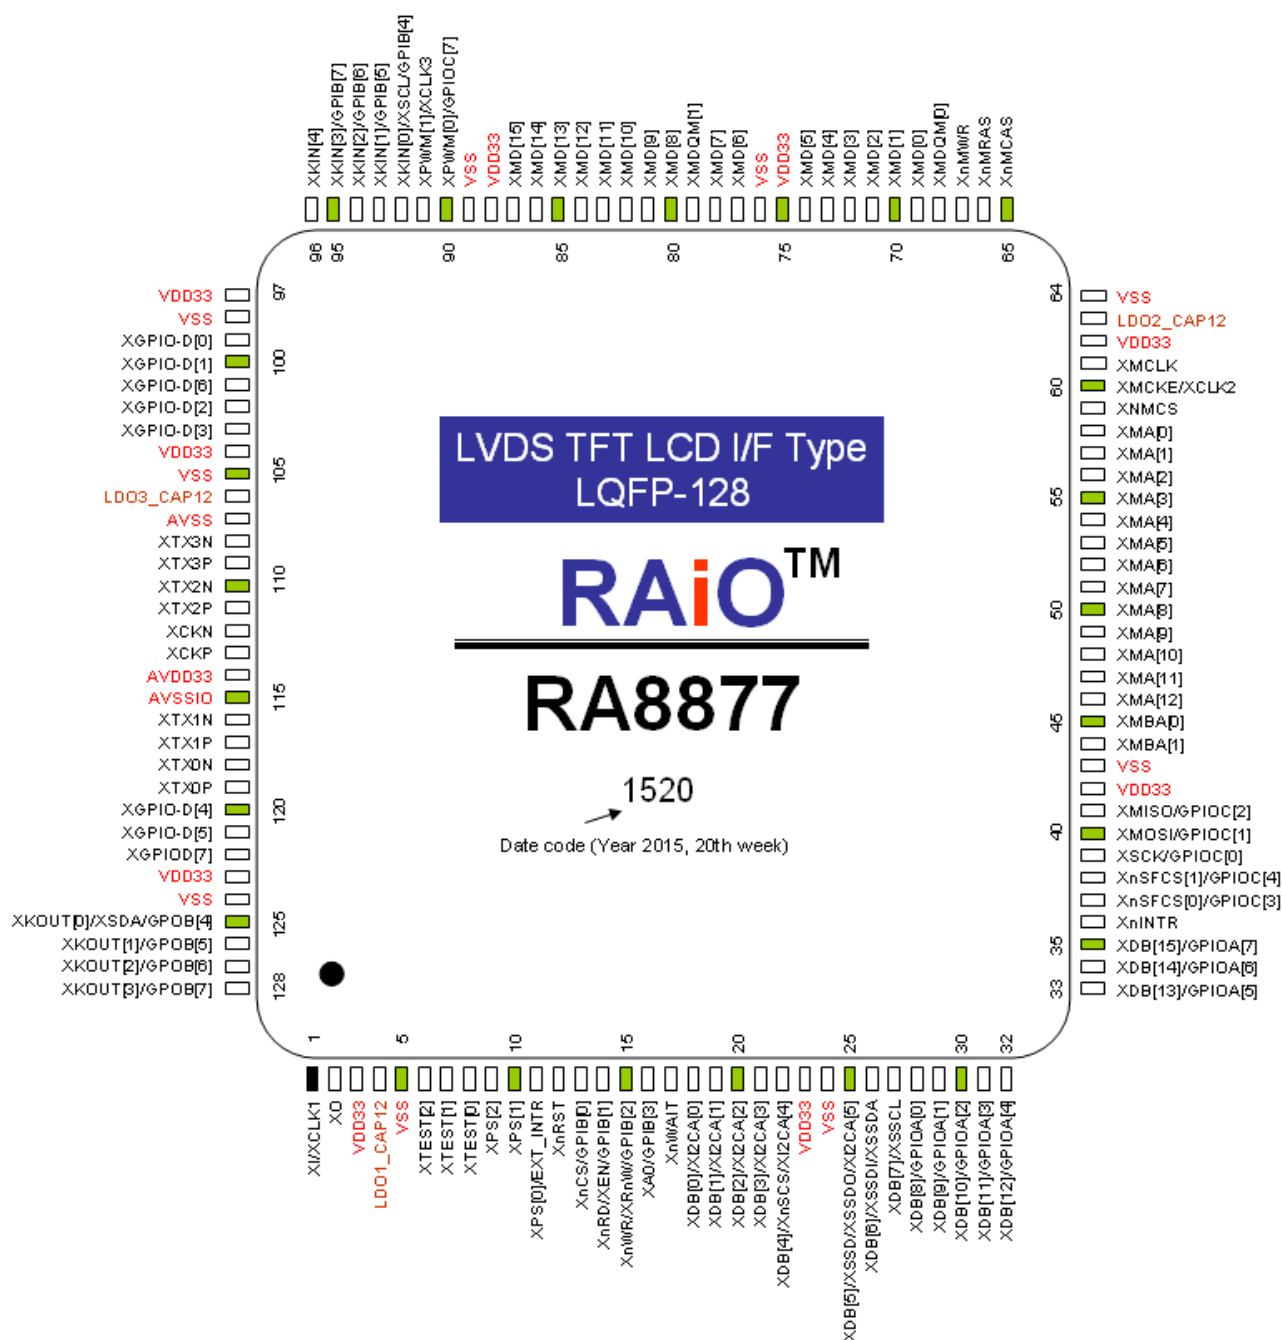 XKIN[4]
XKIN[3]/GPIB[7]
XKIN[2]/GPIB[6]
XKIN[1]/GPIB[5]
XKIN[0]/XSCL/GPIB[4]
XPWM[1]/XCLK3
XPWM[0]/GPIOC[7]
VSS
VDD33
XMD[15]
XMD[14]
XMD[13]
XMD[12]
XMD[11]
XMD[10]
XMD[9]
XMD[8]
XMDQM[1]
XMD[7]
XMD[6]
VSS
VDD33
XMD[5]
XMD[4]
XMD[3]
XMD[2]
XMD[1]
XMD[0]
XMDQM[0]
XnMWR
XnMRAS
XnMCAS
96
95
90
85
80
75
70
65
VDD33
VSS
XGPIO-D[0]
XGPIO-D[1]
XGPIO-D[6]
XGPIO-D[2]
XGPIO-D[3]
VDD33
VSS
LDO3_CAP12
AVSS
XTX3N
XTX3P
XTX2N
XTX2P
XCKN
XCKP
AVDD33
AVSSIO
XTX1N
XTX1P
XTX0N
XTX0P
XGPIO-D[4]
XGPIO-D[5]
XGPIOD[7]
VDD33
VSS
XKOUT[0]/XSDA/GPOB[4]
XKOUT[1]/GPOB[5]
XKOUT[2]/GPOB[6]
XKOUT[3]/GPOB[7]
97
100
105
110
115
120
125
128
LVDS TFT LCD I/F Type
LQFP-128
RAiO™
RA8877
1520
Date code (Year 2015, 20th week)
64
60
55
50
45
40
35
33
VSS
LDO2_CAP12
VDD33
XMCLK
XMCKE/XCLK2
XNMCS
XMA[0]
XMA[1]
XMA[2]
XMA[3]
XMA[4]
XMA[5]
XMA[6]
XMA[7]
XMA[8]
XMA[9]
XMA[10]
XMA[11]
XMA[12]
XMBA[0]
XMBA[1]
VSS
VDD33
XMISO/GPIOC[2]
XMOSI/GPIOC[1]
XSCK/GPIOC[0]
XnSFCS[1]/GPIOC[4]
XnSFCS[0]/GPIOC[3]
XnINTR
XDB[15]/GPIOA[7]
XDB[14]/GPIOA[6]
XDB[13]/GPIOA[5]
1
5
10
15
20
25
30
32
XI/XCLK1
XO
VDD33
LDO1_CAP12
VSS
XTEST[2]
XTEST[1]
XTEST[0]
XPS[2]
XPS[1]
XPS[0]/EXT_INTR
XnRST
XnCS/GPIB[0]
XnRD/XEN/GPIB[1]
XnWR/XRnW/GPIB[2]
XA0/GPIB[3]
XnWAIT
XDB[0]/XI2CA[0]
XDB[1]/XI2CA[1]
XDB[2]/XI2CA[2]
XDB[3]/XI2CA[3]
XDB[4]/XnSCS/XI2CA[4]
VDD33
VSS
XDB[5]/XSSD/XSSDO/XI2CA[5]
XDB[6]/XSSDI/XSSDA
XDB[7]/XSSCL
XDB[8]/GPIOA[0]
XDB[9]/GPIOA[1]
XDB[10]/GPIOA[2]
XDB[11]/GPIOA[3]
XDB[12]/GPIOA[4]